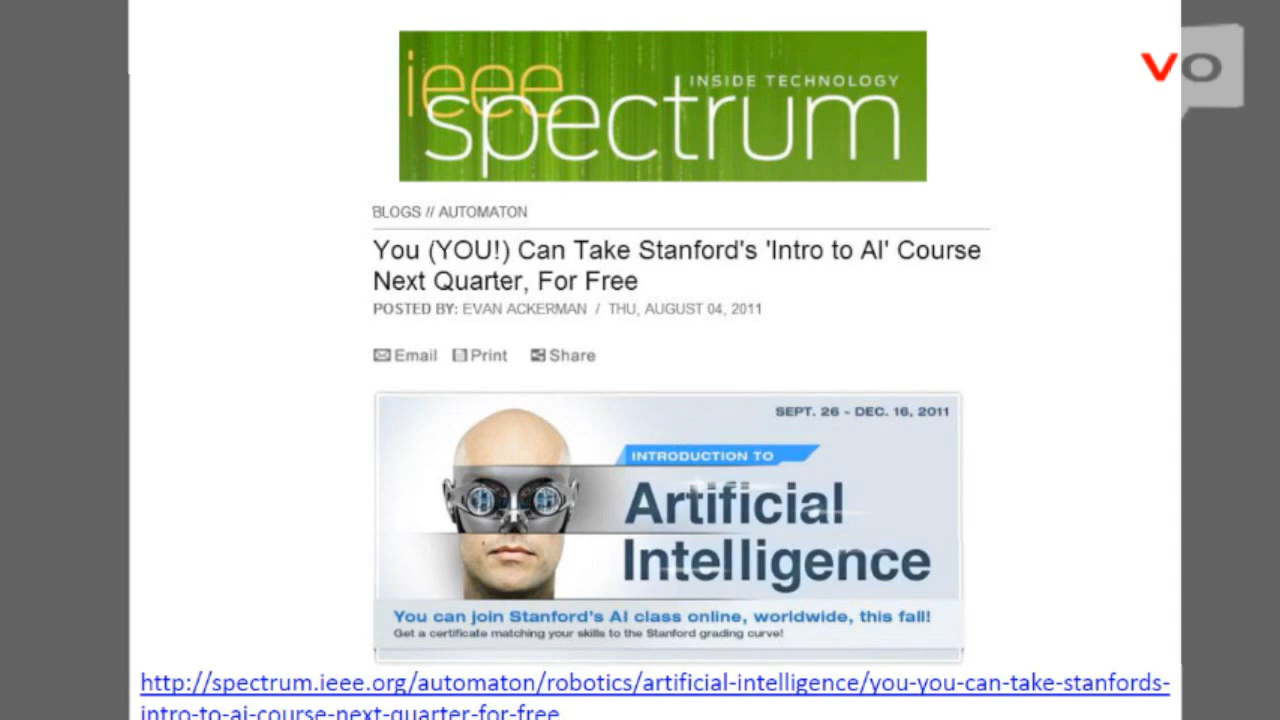 VO
ieee
INSIDE TECHNOLOGY
spectrum
BLOGS // AUTOMATON
You (YOU!) Can Take Stanford's 'Intro to AI' Course
Next Quarter, For Free
POSTED BY: EVAN ACKERMAN / THU, AUGUST 04, 2011
Email Print Share
SEPT. 26 - DEC. 16, 2011
INTRODUCTION TO
Artificial
Intelligence
You can join Stanford's AI class online, worldwide, this fall!
Get a certificate matching your skills to the Stanford grading curve!
http://spectrum.ieee.org/automaton/robotics/artificial-intelligence/you-you-can-take-stanfords-
intro-to-ai-course-next-quarter-for-free